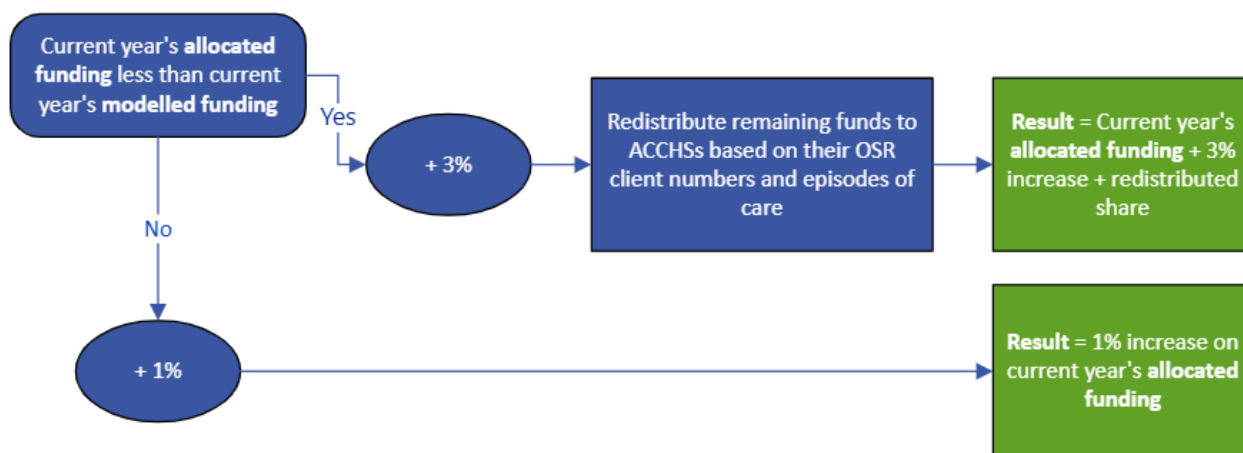 Current year's allocated
funding less than current
year's modelled funding
Yes
+ 3%
Redistribute remaining funds to
ACCHSs based on their OSR
client numbers and episodes of
care
Result = Current year's
allocated funding + 3%
increase + redistributed
share
No
+ 1%
Result = 1% increase on
current year's allocated
funding